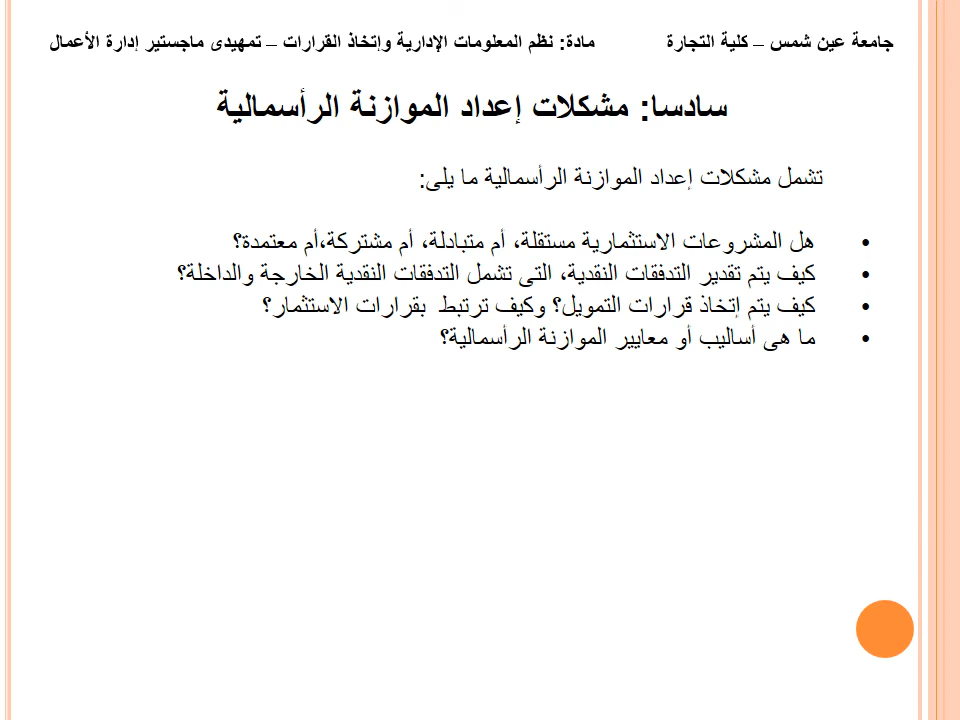 جامعة عين شمس – كلية التجارة مادة: نظم المعلومات الإدارية وإتخاذ القرارات – تمهيدى ماجستير إدارة الأعمال
سادسا: مشكلات إعداد الموازنة الرأسمالية
تشمل مشكلات إعداد الموازنة الرأسمالية ما يلى:
• هل المشروعات الاستثمارية مستقلة، أم متبادلة، أم مشتركة،أم معتمدة؟
• كيف يتم تقدير التدفقات النقدية، التى تشمل التدفقات النقدية الخارجة والداخلة؟
• كيف يتم إتخاذ قرارات التمويل؟ وكيف ترتبط بقرارات الاستثمار؟
• ما هى أساليب أو معايير الموازنة الرأسمالية؟